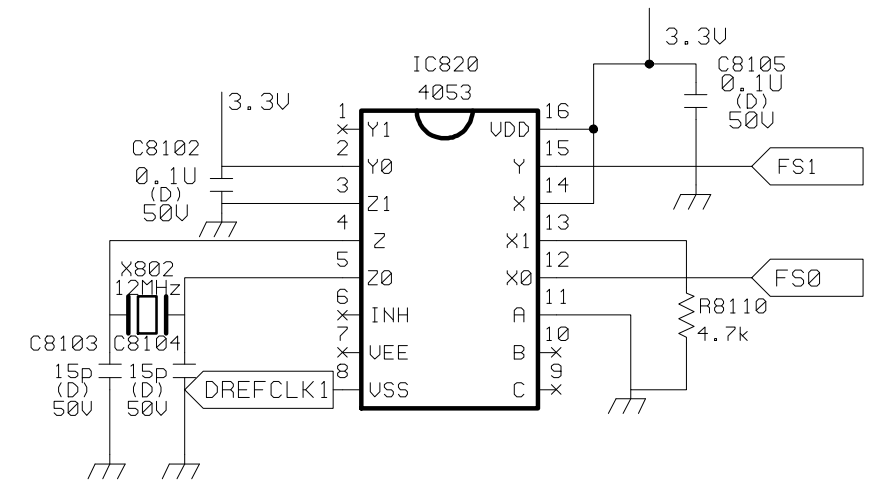 3.3V
IC820
4053
C8105
0.1U
(D)
50V
3.3V
C8102
0.1U
(D)
50V
1
Y1
2
Y0
3
Z1
4
Z
5
Z0
6
INH
7
VEE
8
VSS
16
VDD
15
Y
14
X
13
X1
12
X0
11
A
10
B
9
C
FS1
FS0
R8110
4.7k
X802
12MHz
C8103
15p
(D)
50V
C8104
15p
(D)
50V
DREFCLK1